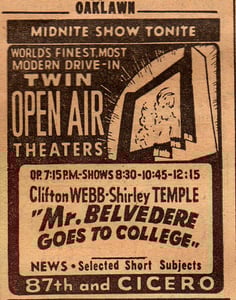 OAKLAWN
MIDNITE SHOW TONITE
WORLD'S FINEST, MOST
MODERN DRIVE-IN
TWIN
OPEN AIR
THEATERS
OP. 7:15 P.M.-SHOWS 8:30-10:45-12:15
Clifton WEBB-Shirley TEMPLE
"Mr. BELVEDERE
GOES TO COLLEGE"
NEWS • Selected Short Subjects
87th and CICERO